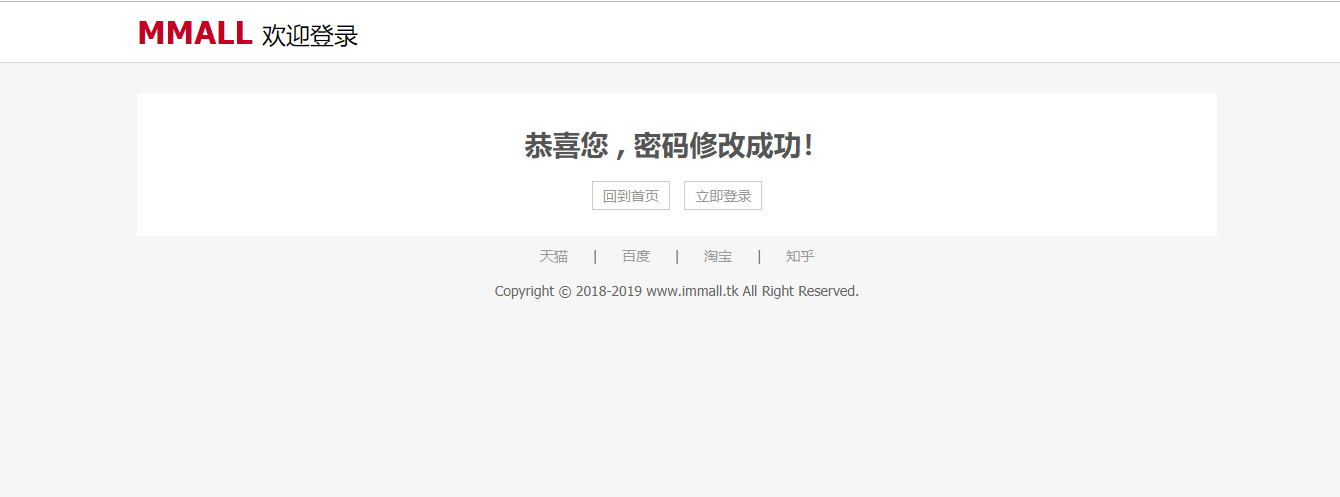 MMALL 欢迎登录
恭喜您，密码修改成功！
回到首页 立即登录
天猫 | 百度 | 淘宝 | 知乎
Copyright © 2018-2019 www.immall.tk All Right Reserved.